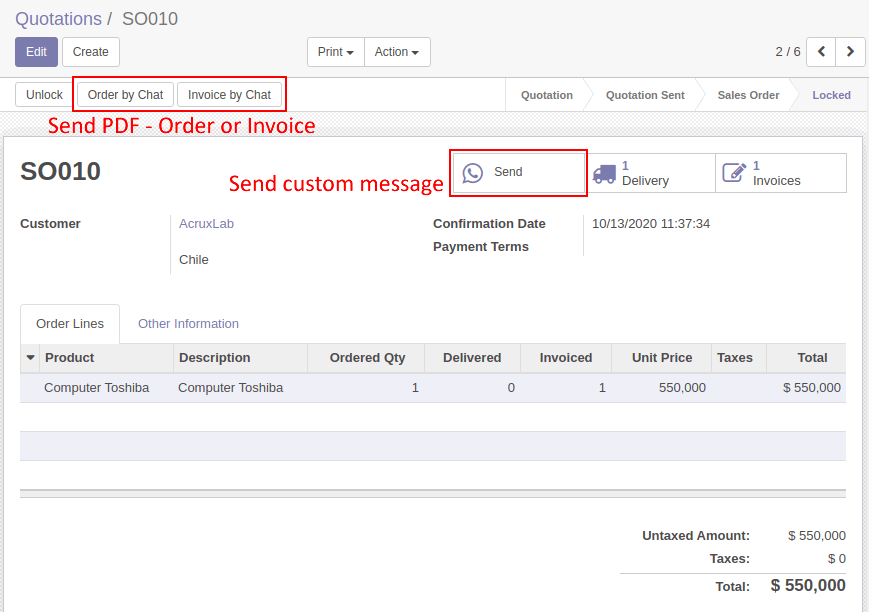 Quotations / SO010
Edit Create Print Action 2 / 6
Unlock Order by Chat Invoice by Chat Quotation Quotation Sent Sales Order Locked
Send PDF - Order or Invoice
SO010
Send custom message
Send
1 Delivery
1 Invoices
Customer AcruxLab
Chile
Confirmation Date 10/13/2020 11:37:34
Payment Terms
Order Lines Other Information
Product Description Ordered Qty Delivered Invoiced Unit Price Taxes Total
Computer Toshiba Computer Toshiba 1 0 1 550,000 $ 550,000
Untaxed Amount: $ 550,000
Taxes: $ 0
Total: $ 550,000